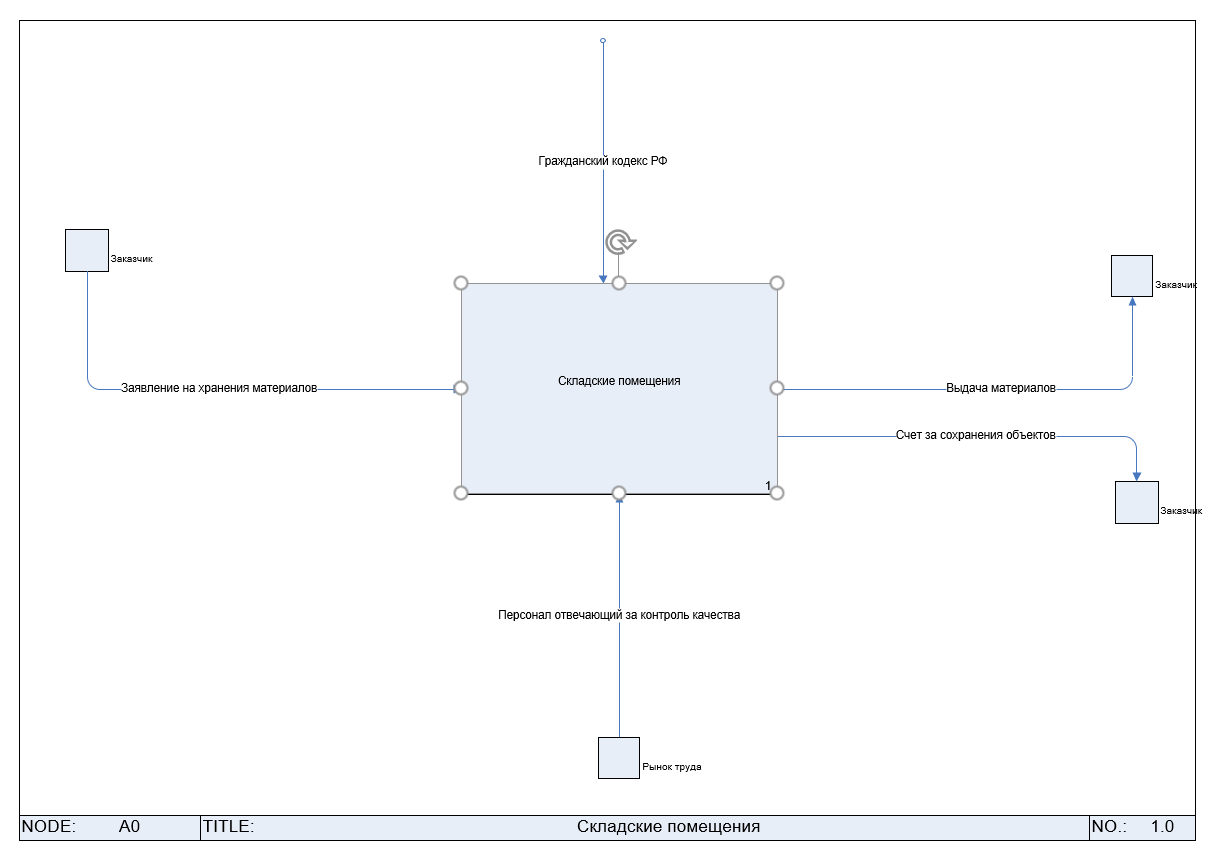 Гражданский кодекс РФ
Заказчик
Заказчик
Складские помещения
Заявление на хранения материалов
Выдача материалов
Счет за сохранения объектов
1
Заказчик
Персонал отвечающий за контроль качества
Рынок труда
NODE: A0 TITLE: Складские помещения NO.: 1.0